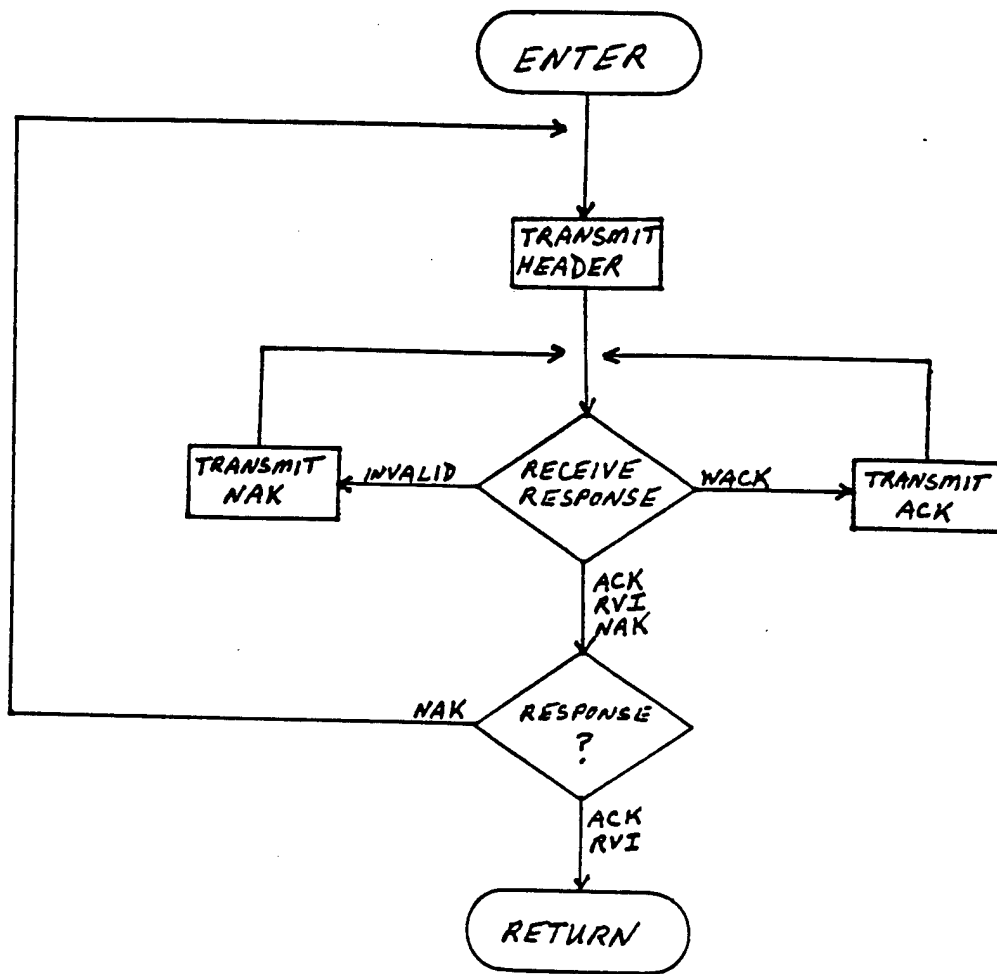 ENTER
TRANSMIT
HEADER
TRANSMIT
NAK
INVALID
RECEIVE
RESPONSE
WACK
TRANSMIT
ACK
ACK
RVI
NAK
NAK
RESPONSE
?
ACK
RVI
RETURN